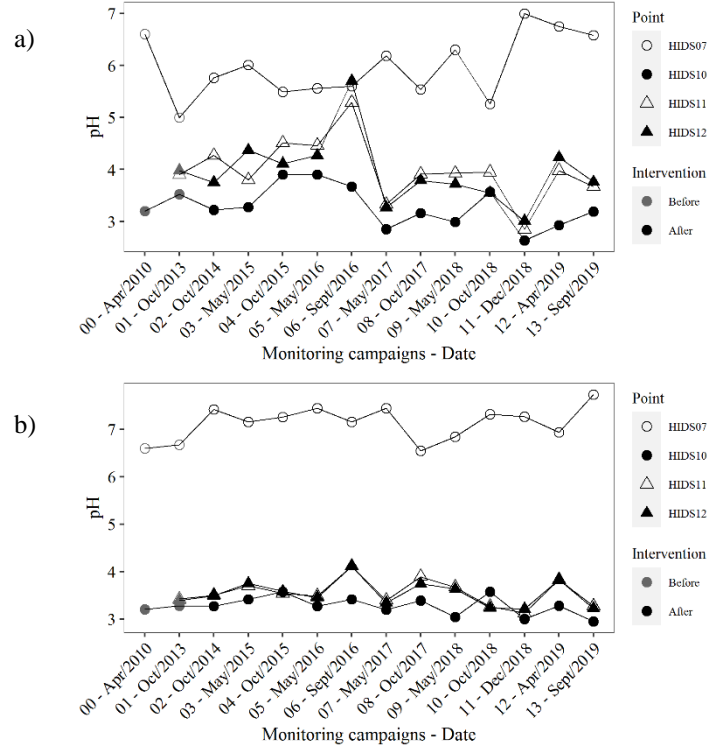 a)
7
6
5
4
3
pH
00 - Apr/2010
01 - Oct/2013
02 - Oct/2014
03 - May/2015
04 - Oct/2015
05 - May/2016
06 - Sept/2016
07 - May/2017
08 - Oct/2017
09 - May/2018
10 - Oct/2018
11 - Dec/2018
12 - Apr/2019
13 - Sept/2019
Monitoring campaigns - Date
Point
HIDS07
HIDS10
HIDS11
HIDS12
Intervention
Before
After
b)
7
6
5
4
3
pH
00 - Apr/2010
01 - Oct/2013
02 - Oct/2014
03 - May/2015
04 - Oct/2015
05 - May/2016
06 - Sept/2016
07 - May/2017
08 - Oct/2017
09 - May/2018
10 - Oct/2018
11 - Dec/2018
12 - Apr/2019
13 - Sept/2019
Monitoring campaigns - Date
Point
HIDS07
HIDS10
HIDS11
HIDS12
Intervention
Before
After